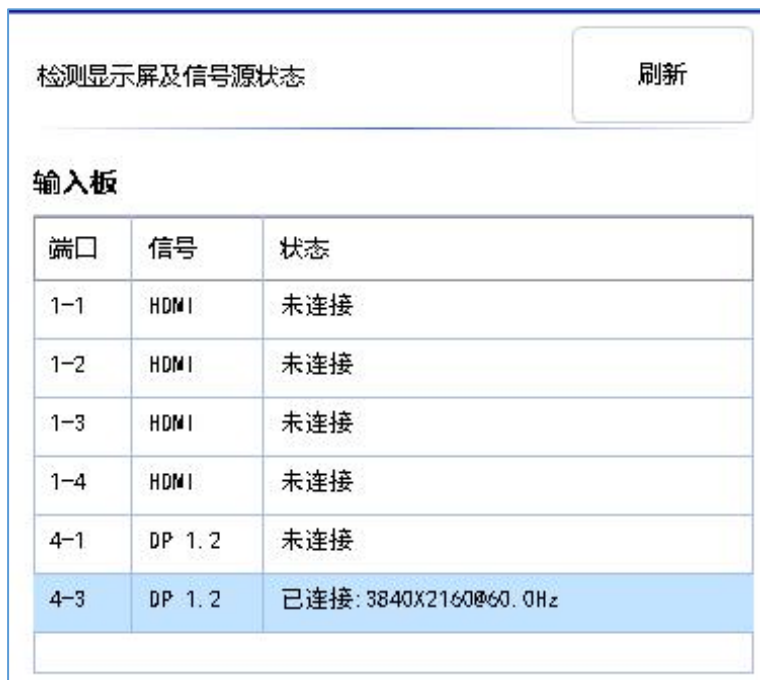 检测显示屏及信号源状态 刷新
输入板
端口 信号 状态
1-1 HDMI 未连接
1-2 HDMI 未连接
1-3 HDMI 未连接
1-4 HDMI 未连接
4-1 DP 1.2 未连接
4-3 DP 1.2 已连接:3840X2160@60.0Hz